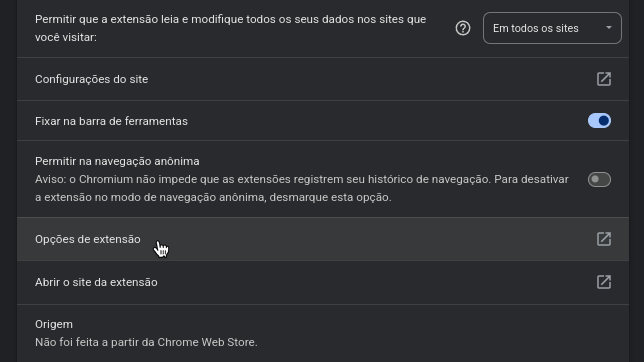 Permitir que a extensão leia e modifique todos os seus dados nos sites que
você visitar:
Em todos os sites
Configurações do site
Fixar na barra de ferramentas
Permitir na navegação anônima
Aviso: o Chromium não impede que as extensões registrem seu histórico de navegação. Para desativar
a extensão no modo de navegação anônima, desmarque esta opção.
Opções de extensão
Abrir o site da extensão
Origem
Não foi feita a partir da Chrome Web Store.